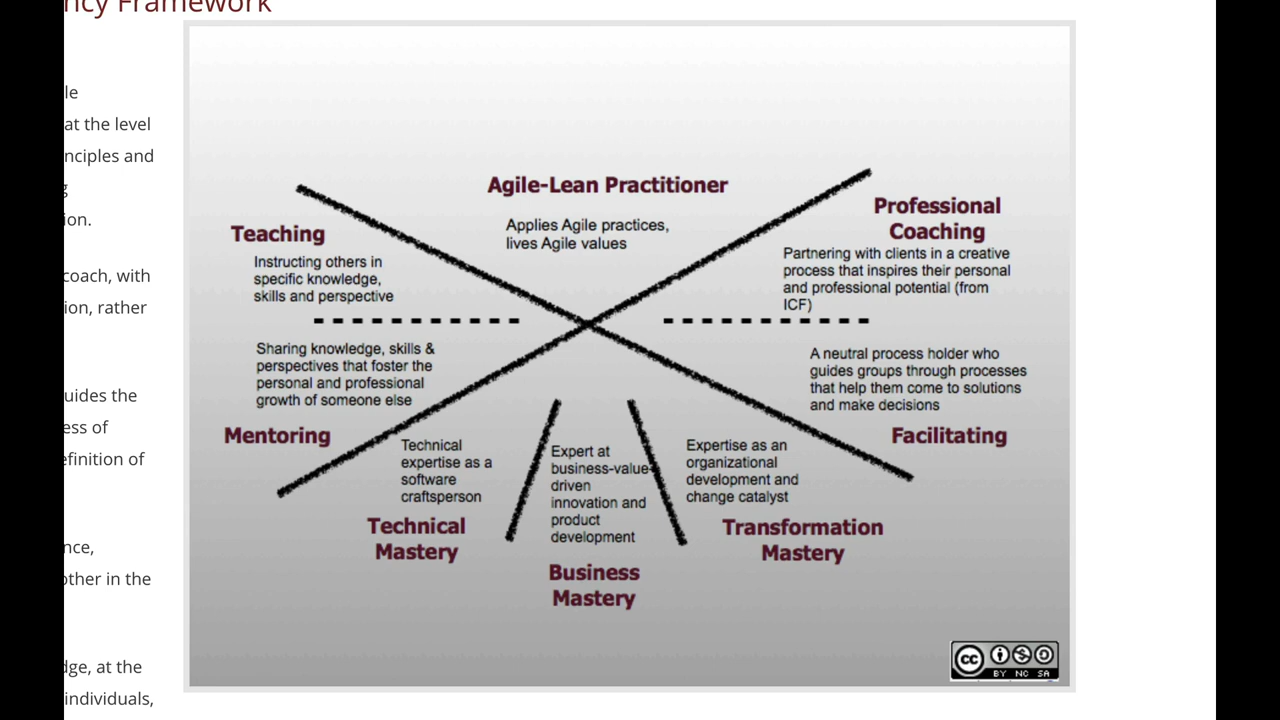 ncy Framework
le
at the level
nciples and
g
ion.
coach, with
ion, rather
uides the
ess of
efinition of
nce,
other in the
dge, at the
individuals,
Agile-Lean Practitioner
Applies Agile practices,
lives Agile values
Teaching
Instructing others in
specific knowledge,
skills and perspective
Professional
Coaching
Partnering with clients in a creative
process that inspires their personal
and professional potential (from
ICF)
Sharing knowledge, skills &
perspectives that foster the
personal and professional
growth of someone else
Mentoring
A neutral process holder who
guides groups through processes
that help them come to solutions
and make decisions
Facilitating
Technical
expertise as a
software
craftsperson
Technical
Mastery
Expert at
business-value-
driven
innovation and
product
development
Business
Mastery
Expertise as an
organizational
development and
change catalyst
Transformation
Mastery
cc
BY NC SA